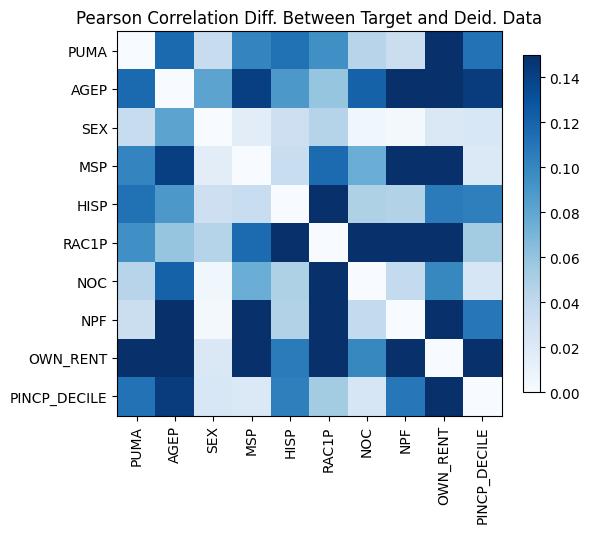 Pearson Correlation Diff. Between Target and Deid. Data
PUMA
AGEP
SEX
MSP
HISP
RAC1P
NOC
NPF
OWN_RENT
PINCP_DECILE
PUMA
AGEP
SEX
MSP
HISP
RAC1P
NOC
NPF
OWN_RENT
PINCP_DECILE
0.14
0.12
0.10
0.08
0.06
0.04
0.02
0.00